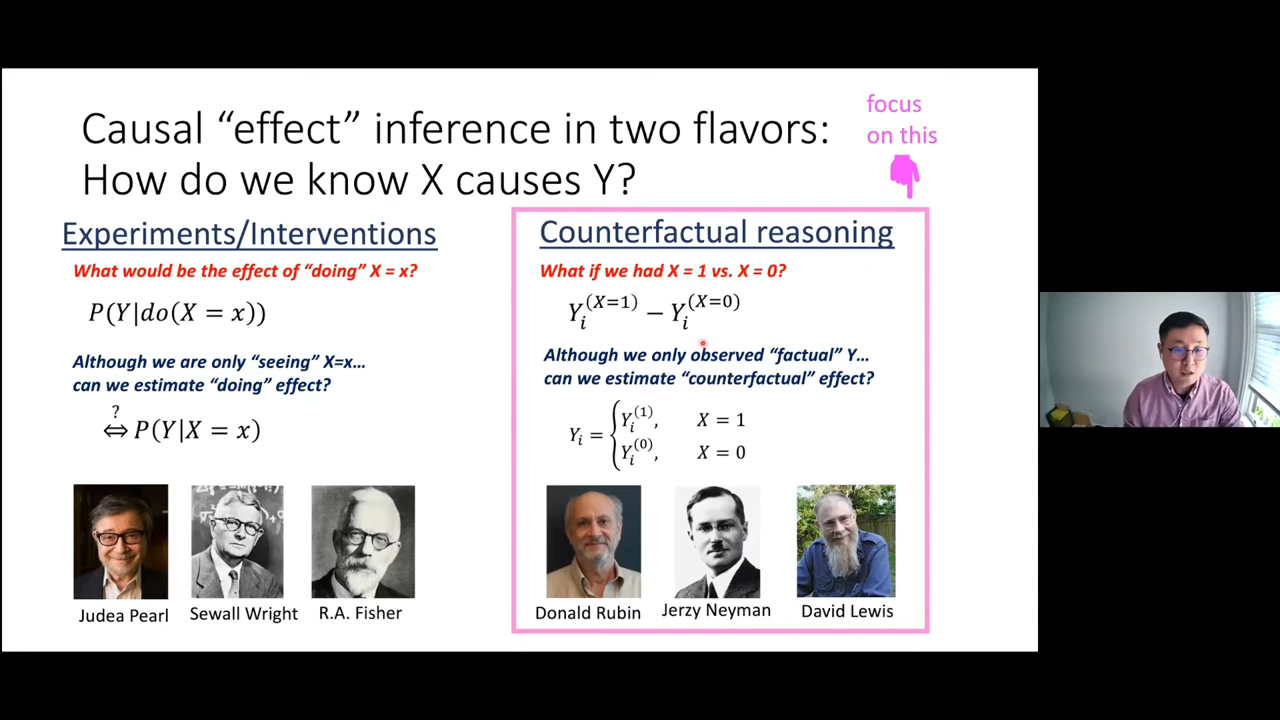 Causal “effect” inference in two flavors:
How do we know X causes Y?
focus
on this
Experiments/Interventions
What would be the effect of “doing” X = x?
P(Y|do(X = x))
Although we are only “seeing” X=x...
can we estimate “doing” effect?
?
⇔ P(Y|X = x)
Judea Pearl
Sewall Wright
R.A. Fisher
Counterfactual reasoning
What if we had X = 1 vs. X = 0?
Y_i^(X=1) − Y_i^(X=0)
Although we only observed “factual” Y...
can we estimate “counterfactual” effect?
Y_i = { Y_i^(1), X = 1
Y_i^(0), X = 0
Donald Rubin
Jerzy Neyman
David Lewis